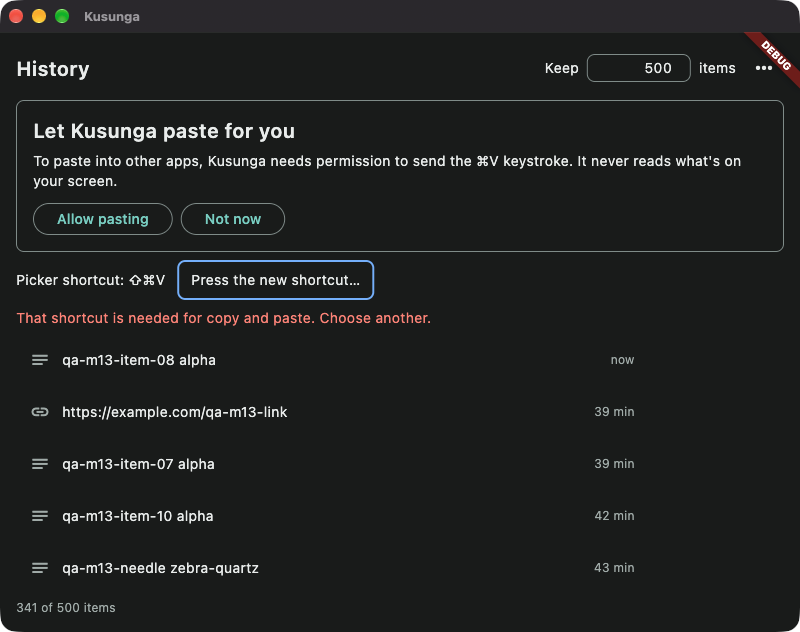 Kusunga
DEBUG
History
Keep 500 items •••
Let Kusunga paste for you
To paste into other apps, Kusunga needs permission to send the ⌘V keystroke. It never reads what's on
your screen.
Allow pasting
Not now
Picker shortcut: ⇧⌘V
Press the new shortcut…
That shortcut is needed for copy and paste. Choose another.
qa-m13-item-08 alpha now
https://example.com/qa-m13-link 39 min
qa-m13-item-07 alpha 39 min
qa-m13-item-10 alpha 42 min
qa-m13-needle zebra-quartz 43 min
341 of 500 items